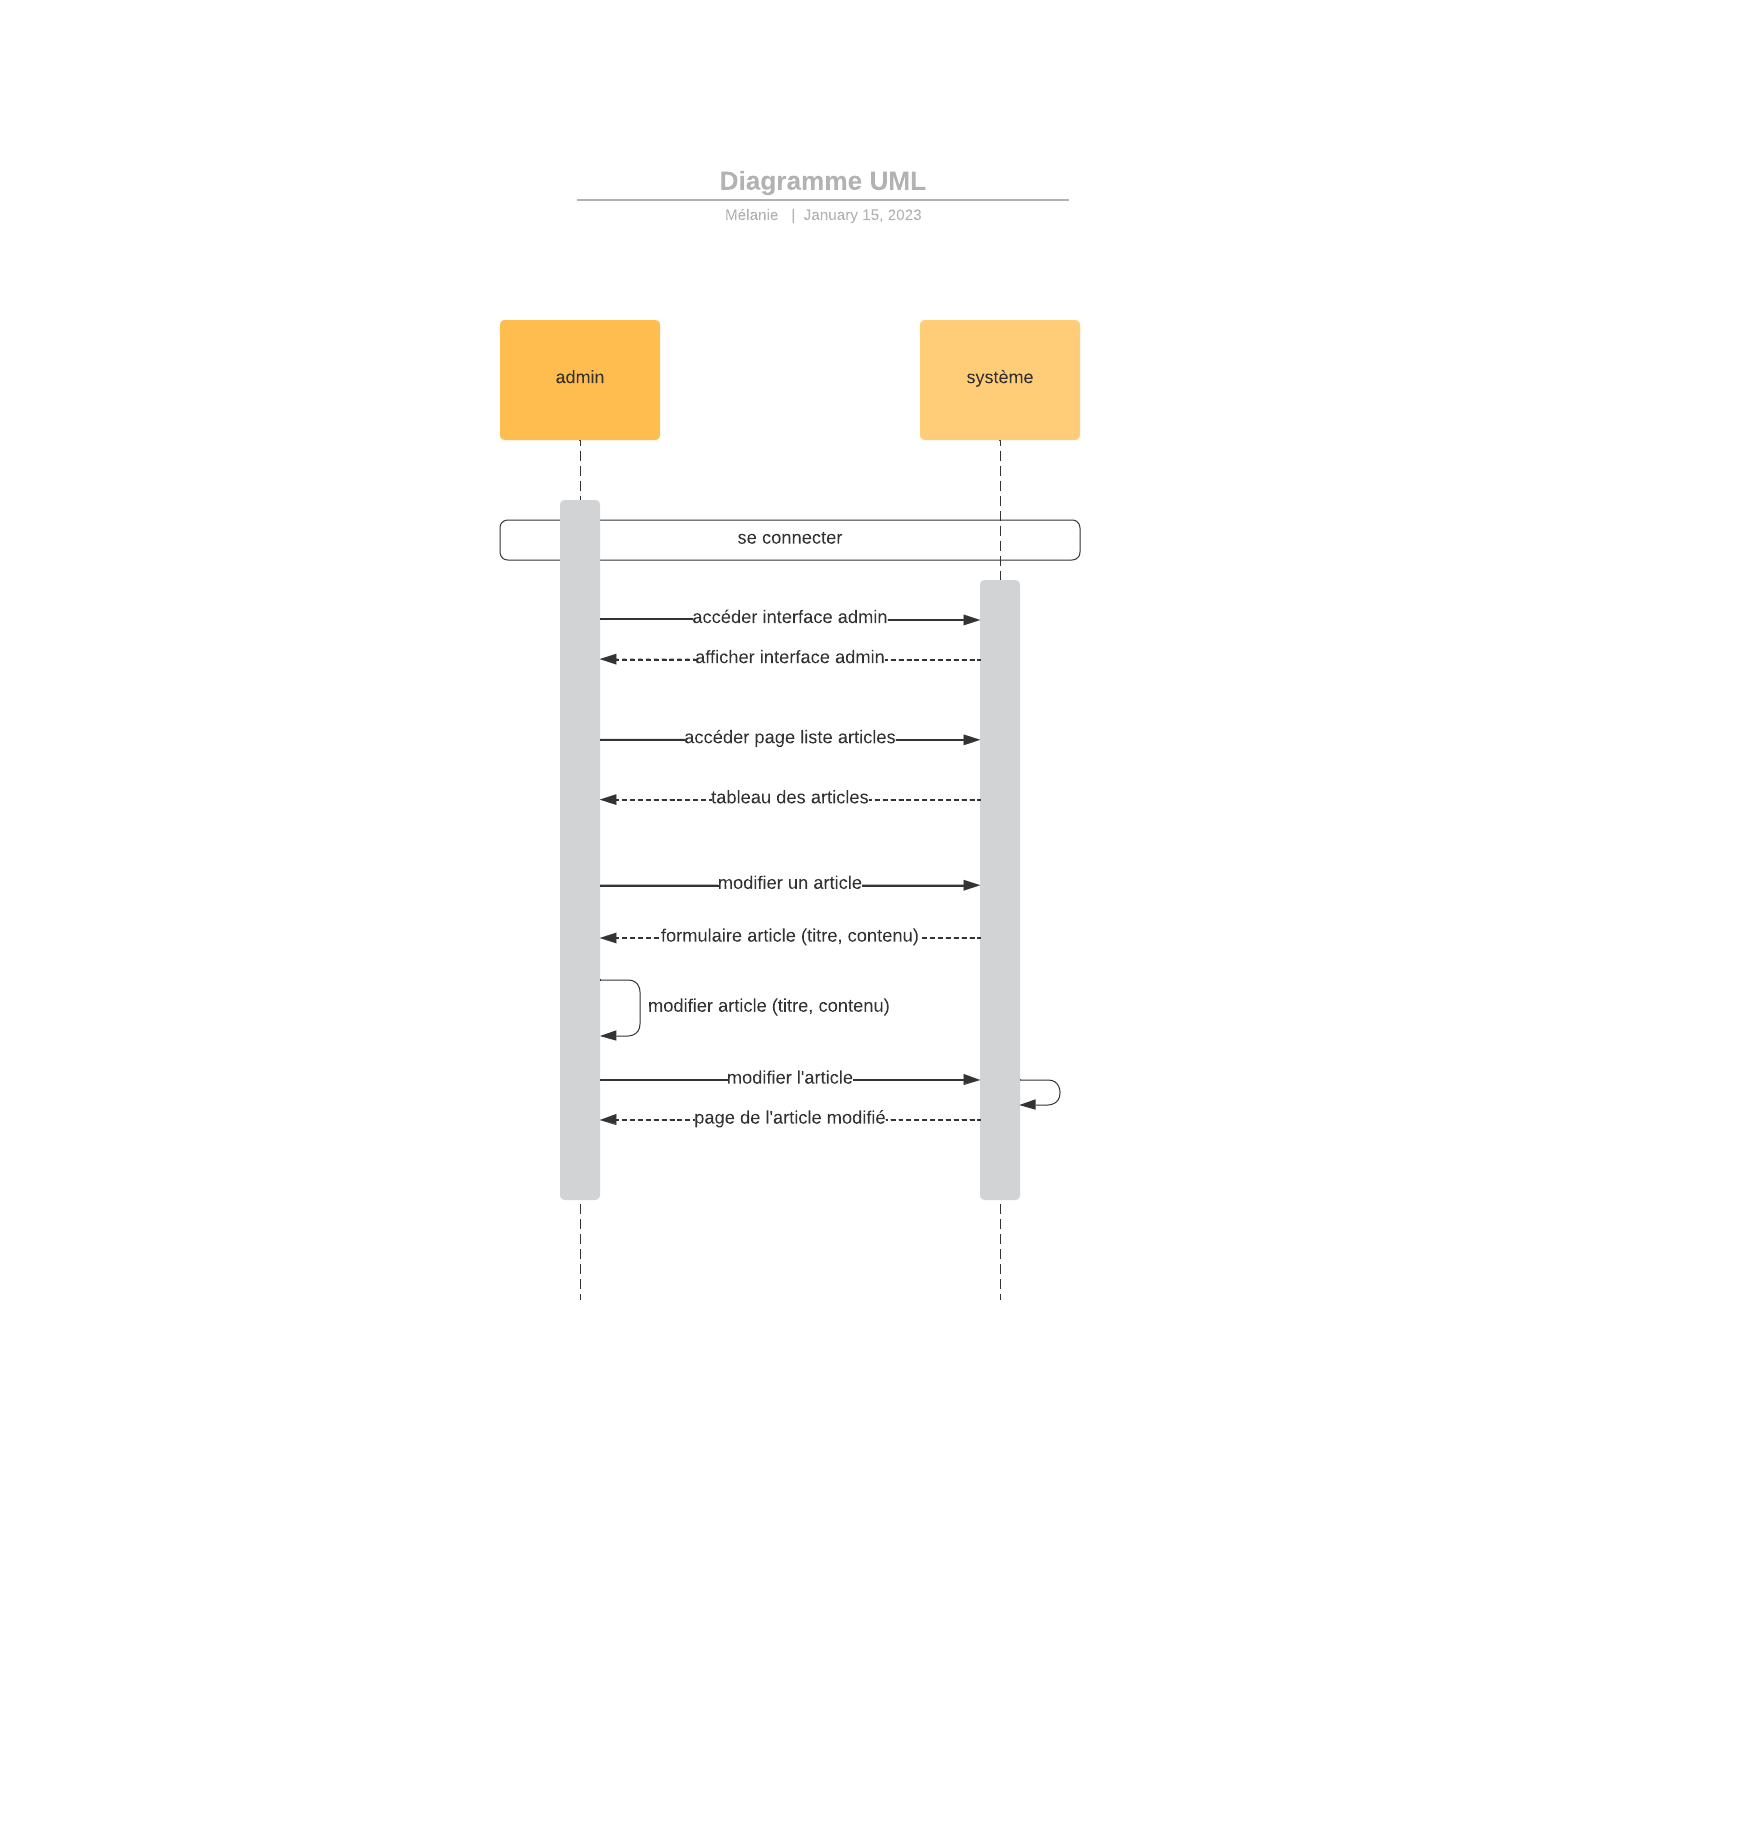 Diagramme UML
Mélanie | January 15, 2023
admin
système
se connecter
accéder interface admin
afficher interface admin
accéder page liste articles
tableau des articles
modifier un article
formulaire article (titre, contenu)
modifier article (titre, contenu)
modifier l'article
page de l'article modifié